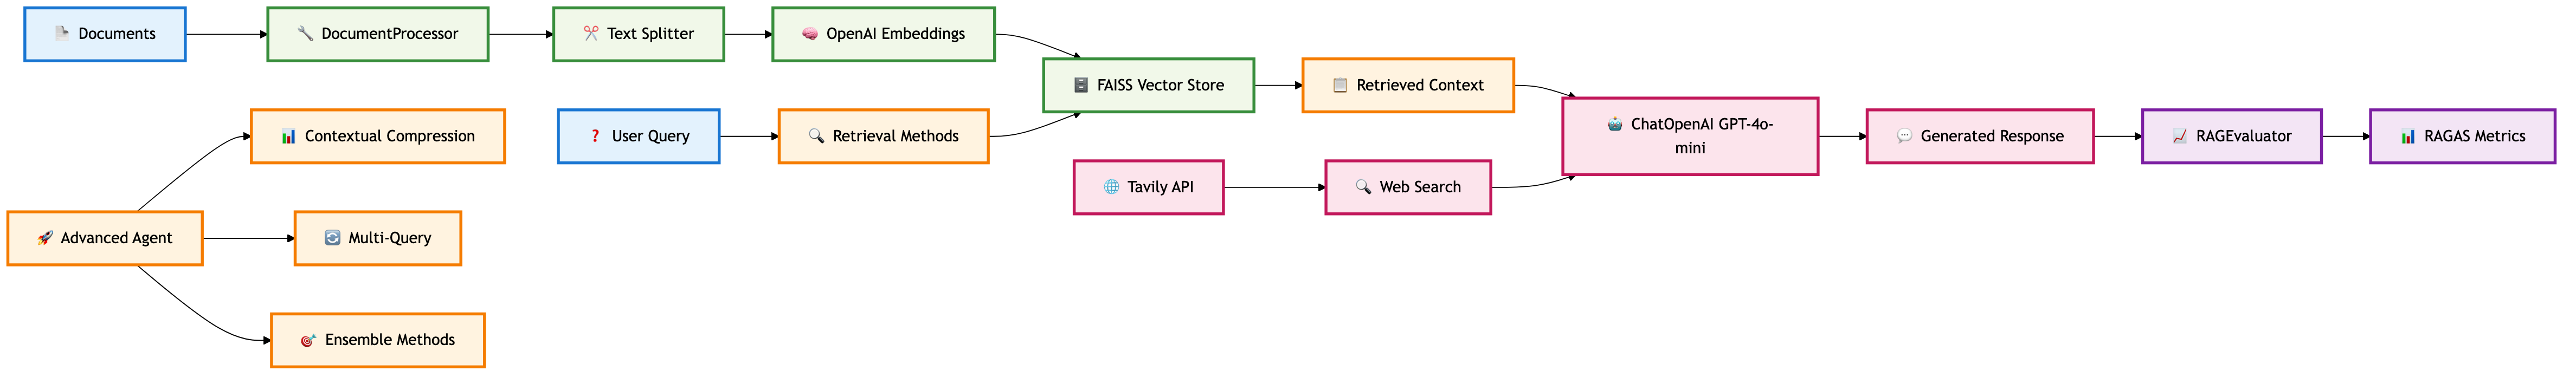 Documents
DocumentProcessor
Text Splitter
OpenAI Embeddings
FAISS Vector Store
Retrieved Context
Contextual Compression
User Query
Retrieval Methods
ChatOpenAI GPT-4o-
mini
Generated Response
RAGEvaluator
RAGAS Metrics
Tavily API
Web Search
Advanced Agent
Multi-Query
Ensemble Methods